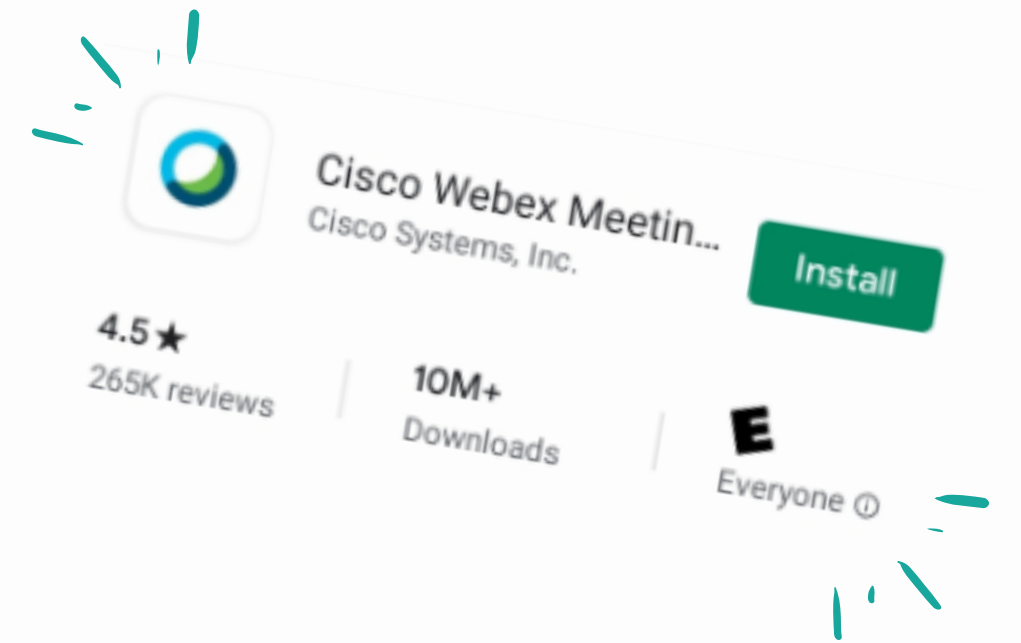 Cisco Webex Meetin...
Cisco Systems, Inc.
Install
4.5★
265K reviews
10M+
Downloads
E
Everyone ⓘ